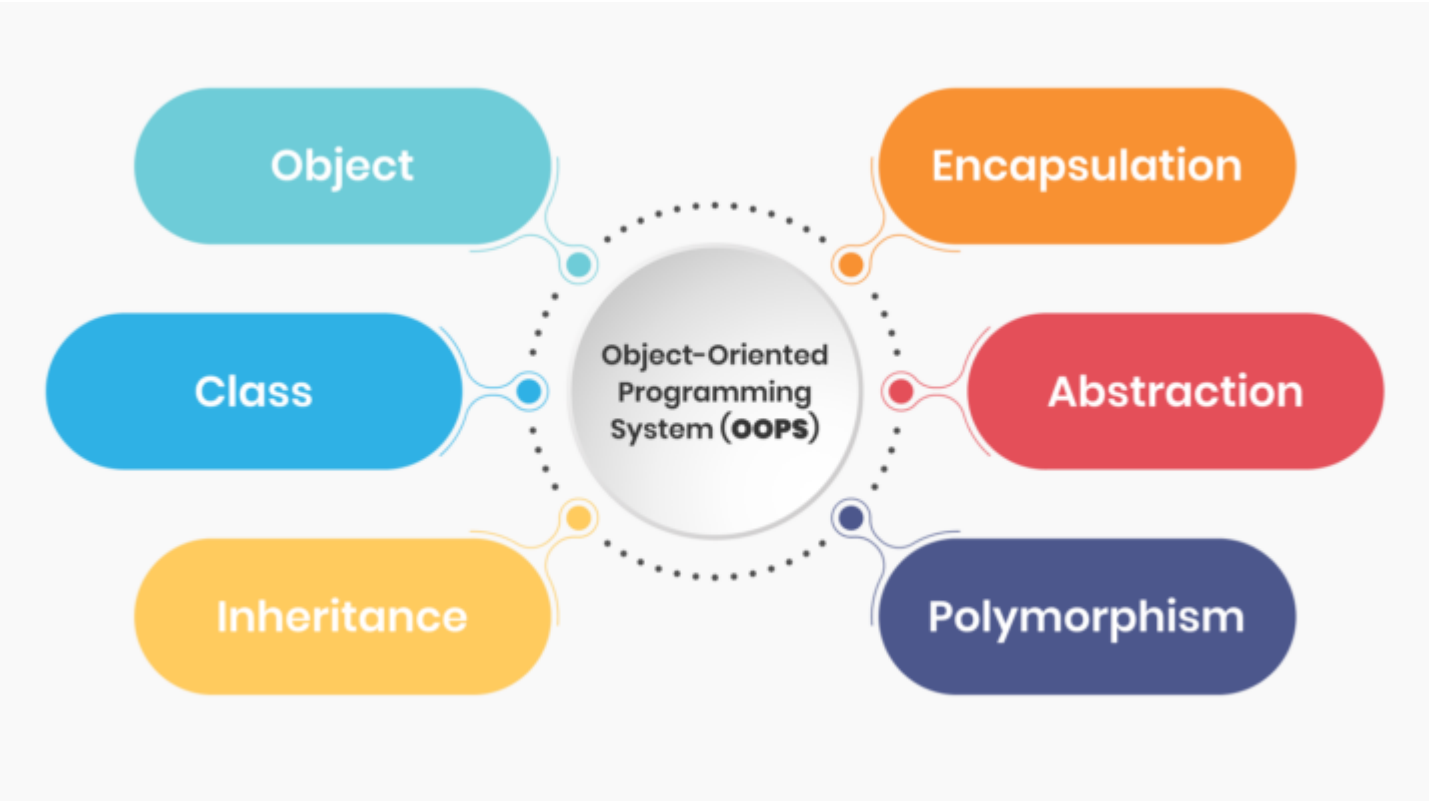 Object
Encapsulation
Object-Oriented
Programming
System (OOPS)
Class
Abstraction
Inheritance
Polymorphism